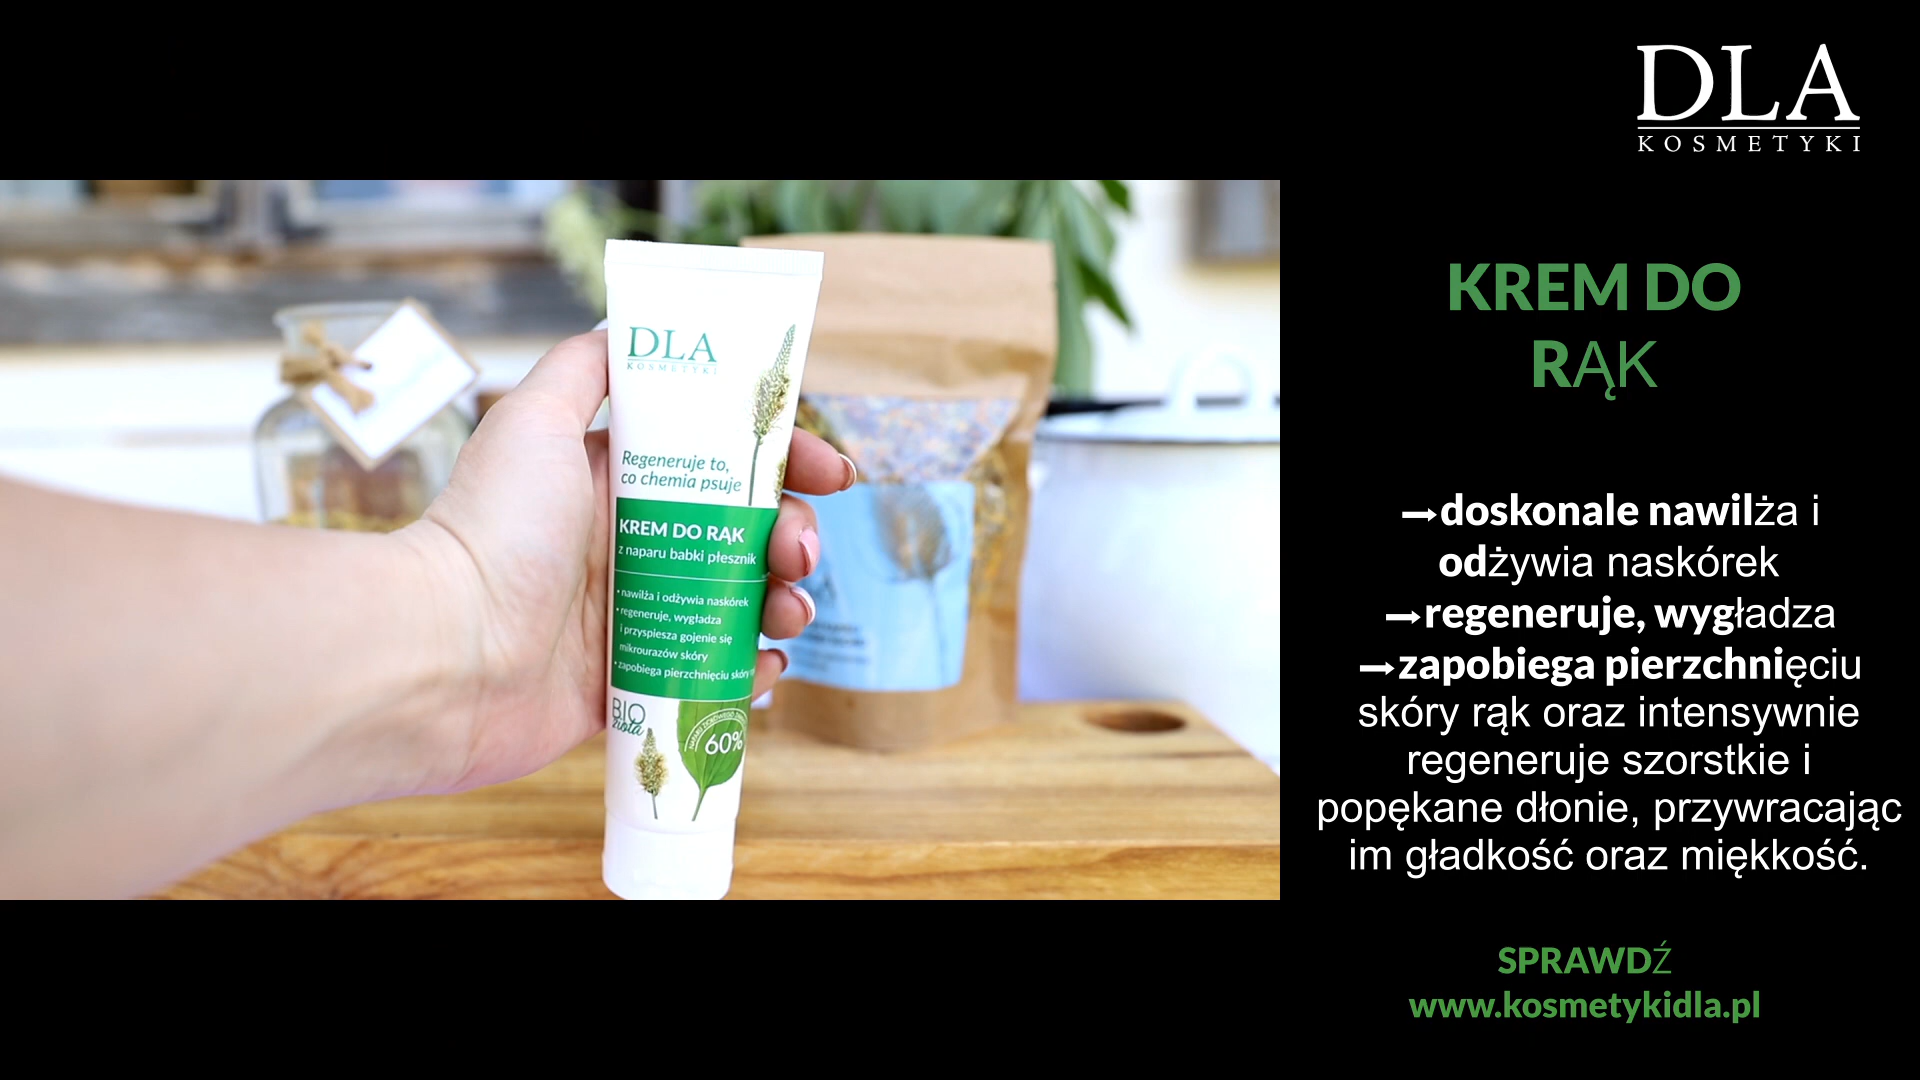 DLA
KOSMETYKI
KREM DO
RĄK
→doskonale nawilża i
odżywia naskórek
→regeneruje, wygładza
→zapobiega pierzchnięciu
skóry rąk oraz intensywnie
regeneruje szorstkie i
popękane dłonie, przywracając
im gładkość oraz miękkość.
SPRAWDŹ
www.kosmetykidla.pl
DLA
KOSMETYKI
Regeneruje to,
co chemia psuje
KREM DO RĄK
z naparu babki płesznik
• nawilża i odżywia naskórek
• regeneruje, wygładza
i przyspiesza gojenie się
mikrourazów skóry
• zapobiega pierzchnięciu skóry
BIO
zioła
60%